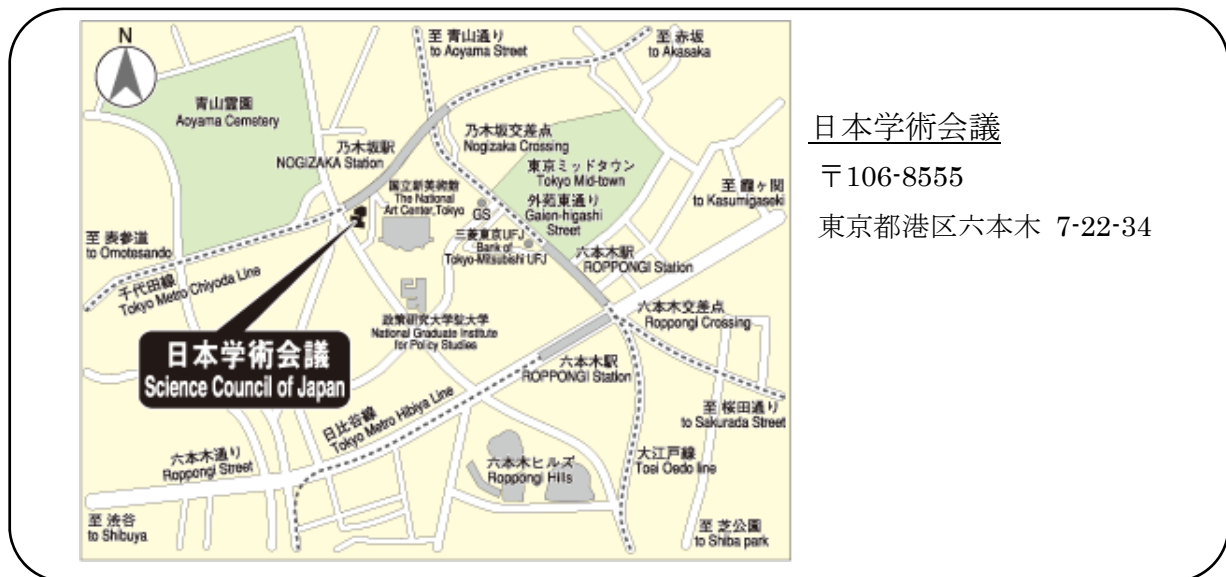 N
至 青山通り
to Aoyama Street
至 赤坂
to Akasaka
青山霊園
Aoyama Cemetery
乃木坂駅
NOGIZAKA Station
乃木坂交差点
Nogizaka Crossing
東京ミッドタウン
Tokyo Mid-town
国立新美術館
The National
Art Center,Tokyo
GS
外苑東通り
Gaien-higashi
Street
至 霞ヶ関
to Kasumigaseki
三菱東京UFJ
Bank of
Tokyo-Mitsubishi UFJ
六本木駅
ROPPONGI Station
至 表参道
to Omotesando
千代田線
Tokyo Metro Chiyoda Line
政策研究大学院大学
National Graduate Institute
for Policy Studies
六本木交差点
Roppongi Crossing
日本学術会議
Science Council of Japan
六本木駅
ROPPONGI Station
日比谷線
Tokyo Metro Hibiya Line
至 桜田通り
to Sakurada Street
六本木通り
Roppongi Street
六本木ヒルズ
Roppongi Hills
大江戸線
Toei Oedo line
至 渋谷
to Shibuya
至 芝公園
to Shiba park
日本学術会議
〒106-8555
東京都港区六本木 7-22-34